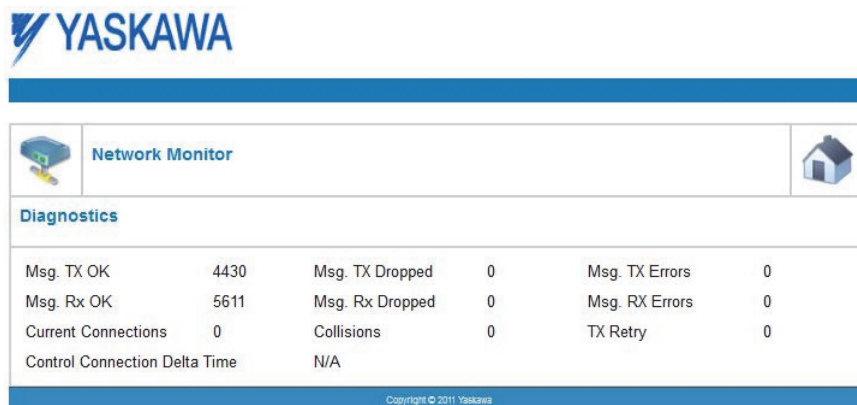 YASKAWA
Network Monitor
Diagnostics
Msg. TX OK 4430 Msg. TX Dropped 0 Msg. TX Errors 0
Msg. Rx OK 5611 Msg. Rx Dropped 0 Msg. RX Errors 0
Current Connections 0 Collisions 0 TX Retry 0
Control Connection Delta Time N/A
Copyright © 2011 Yaskawa